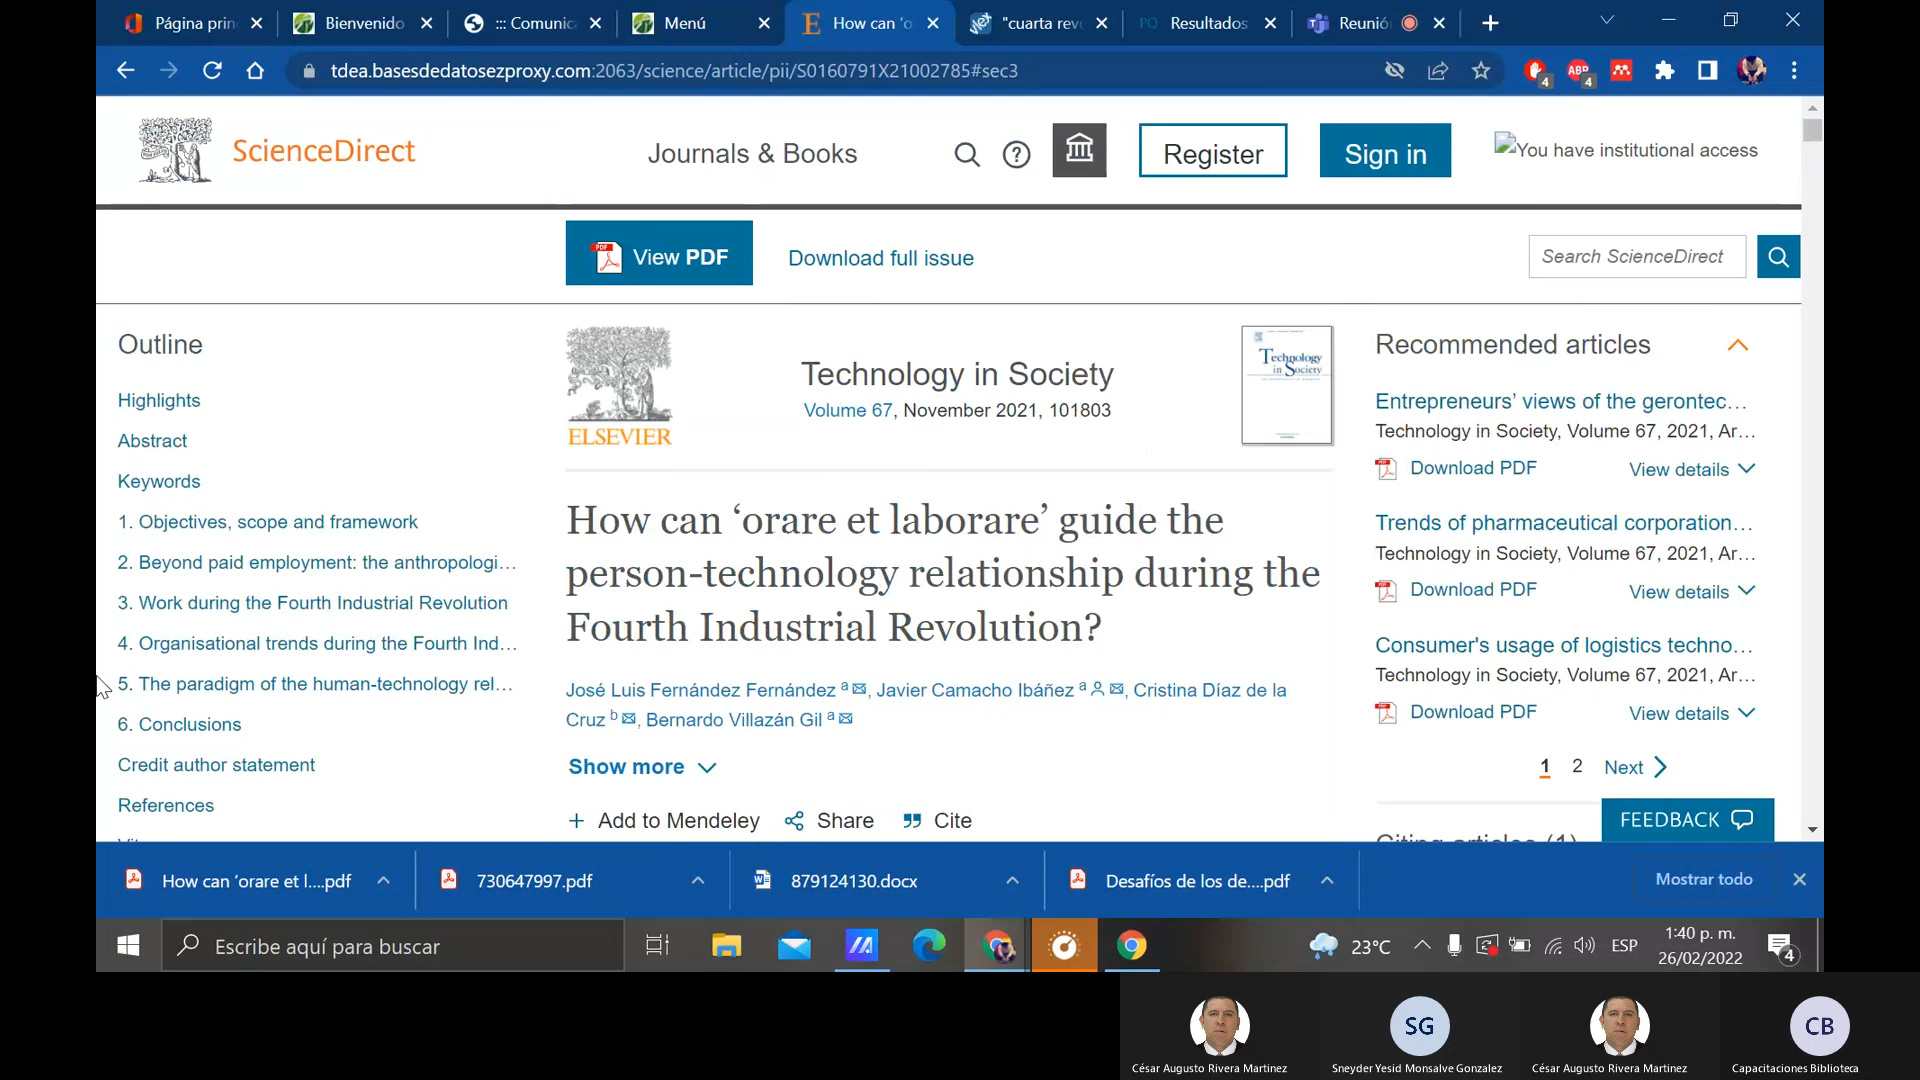 Página prin
Bienvenido
::: Comunica
Menú
How can 'o
"cuarta rev
Resultados
Reunió
tdea.basesdedatosezproxy.com:2063/science/article/pii/S0160791X21002785#sec3
4
ABP
4
ScienceDirect
Journals & Books
Register
Sign in
You have institutional access
View PDF
Download full issue
Search ScienceDirect
Outline
Highlights
Abstract
Keywords
1. Objectives, scope and framework
2. Beyond paid employment: the anthropologi...
3. Work during the Fourth Industrial Revolution
4. Organisational trends during the Fourth Ind...
5. The paradigm of the human-technology rel...
6. Conclusions
Credit author statement
References
ELSEVIER
Technology in Society
Volume 67, November 2021, 101803
Technology
in Society
How can ‘orare et laborare’ guide the
person-technology relationship during the
Fourth Industrial Revolution?
José Luis Fernández Fernández a, Javier Camacho Ibáñez a, Cristina Díaz de la
Cruz b, Bernardo Villazán Gil a
Show more
Add to Mendeley
Share
Cite
Recommended articles
Entrepreneurs’ views of the gerontec...
Technology in Society, Volume 67, 2021, Ar...
Download PDF
View details
Trends of pharmaceutical corporation...
Technology in Society, Volume 67, 2021, Ar...
Download PDF
View details
Consumer's usage of logistics techno...
Technology in Society, Volume 67, 2021, Ar...
Download PDF
View details
1 2 Next
FEEDBACK
Citing articles (1)
How can ‘orare et l....pdf
730647997.pdf
879124130.docx
Desafíos de los de....pdf
Mostrar todo
Escribe aquí para buscar
23°C
ESP
1:40 p. m.
26/02/2022
4
SG
CB
César Augusto Rivera Martinez
Sneyder Yesid Monsalve Gonzalez
César Augusto Rivera Martinez
Capacitaciones Biblioteca